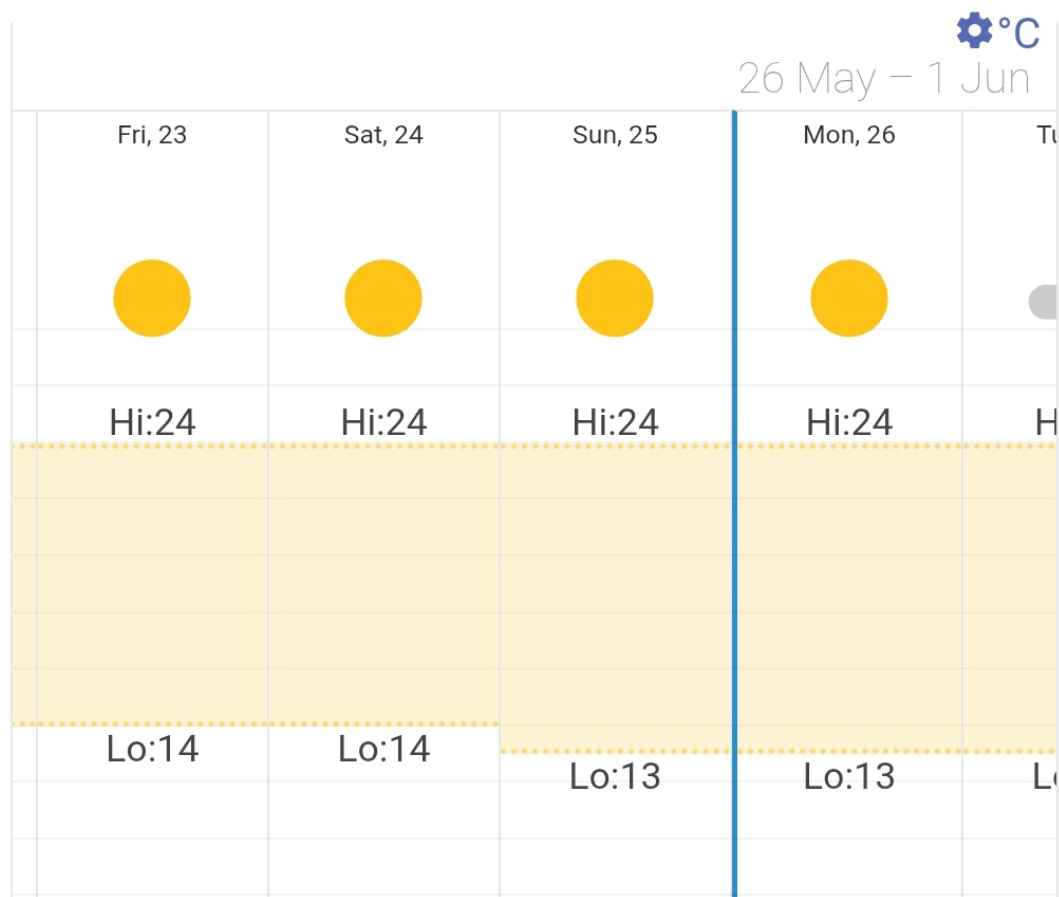 °C
26 May – 1 Jun
Fri, 23 Sat, 24 Sun, 25 Mon, 26
Hi:24 Hi:24 Hi:24 Hi:24
Lo:14 Lo:14
Lo:13 Lo:13